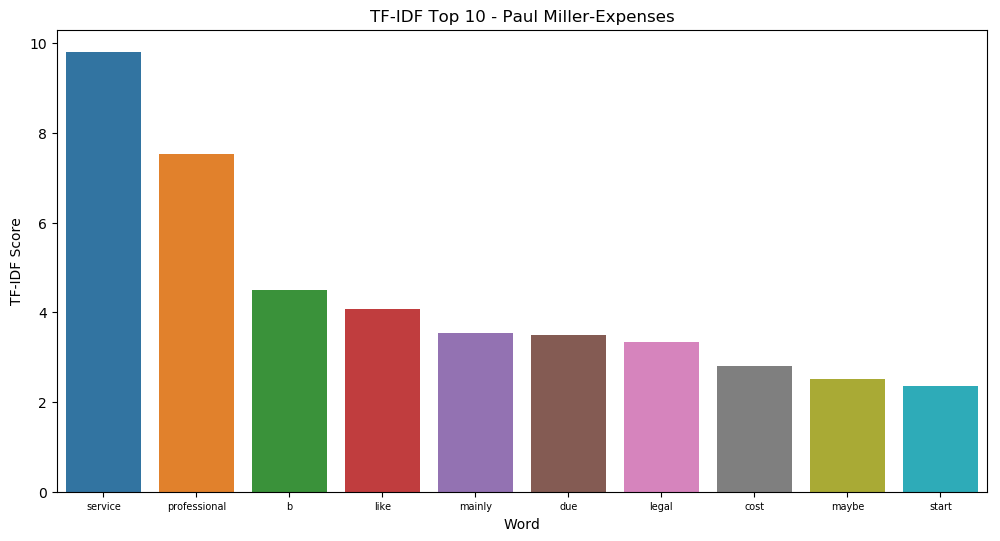 TF-IDF Top 10 - Paul Miller-Expenses
10
8
6
4
2
0
TF-IDF Score
service professional b like mainly due legal cost maybe start
Word